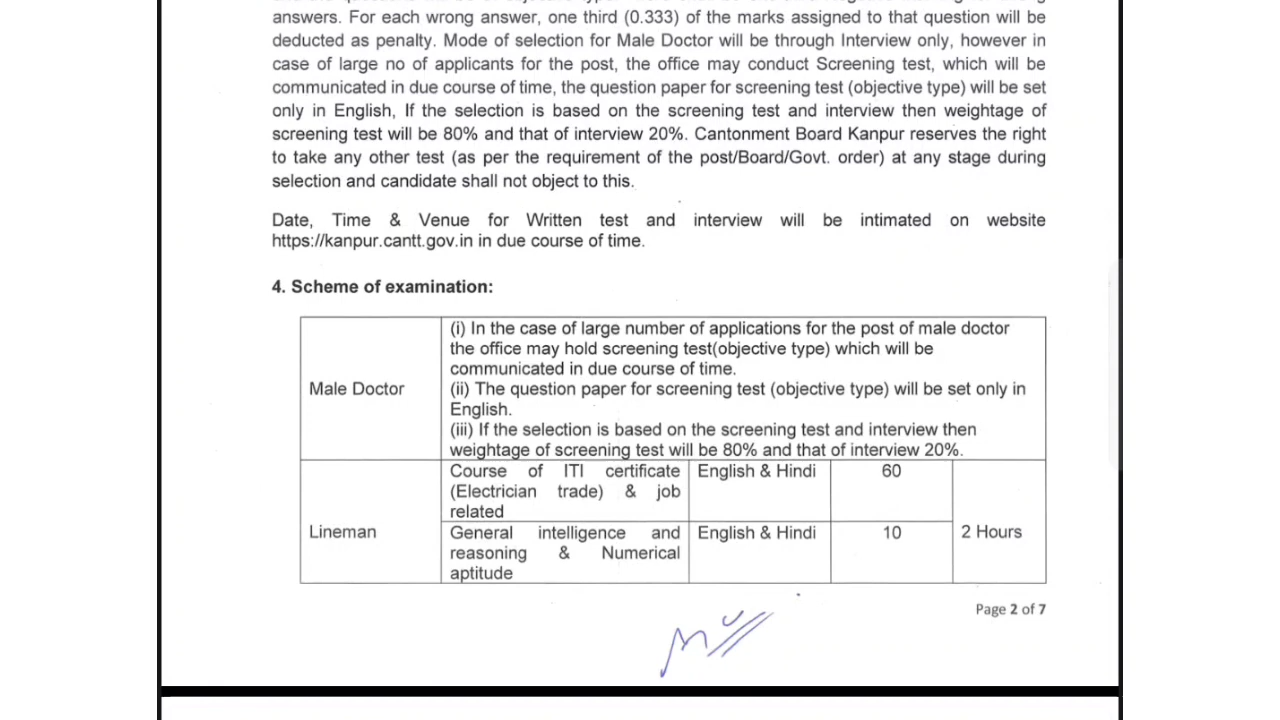 answers. For each wrong answer, one third (0.333) of the marks assigned to that question will be
deducted as penalty. Mode of selection for Male Doctor will be through Interview only, however in
case of large no of applicants for the post, the office may conduct Screening test, which will be
communicated in due course of time, the question paper for screening test (objective type) will be set
only in English, If the selection is based on the screening test and interview then weightage of
screening test will be 80% and that of interview 20%. Cantonment Board Kanpur reserves the right
to take any other test (as per the requirement of the post/Board/Govt. order) at any stage during
selection and candidate shall not object to this.
Date, Time & Venue for Written test and interview will be intimated on website
https://kanpur.cantt.gov.in in due course of time.
4. Scheme of examination:
Male Doctor
(i) In the case of large number of applications for the post of male doctor
the office may hold screening test(objective type) which will be
communicated in due course of time.
(ii) The question paper for screening test (objective type) will be set only in
English.
(iii) If the selection is based on the screening test and interview then
weightage of screening test will be 80% and that of interview 20%.
Lineman
Course of ITI certificate
(Electrician trade) & job
related
English & Hindi
60
2 Hours
General intelligence and
reasoning & Numerical
aptitude
English & Hindi
10
Page 2 of 7